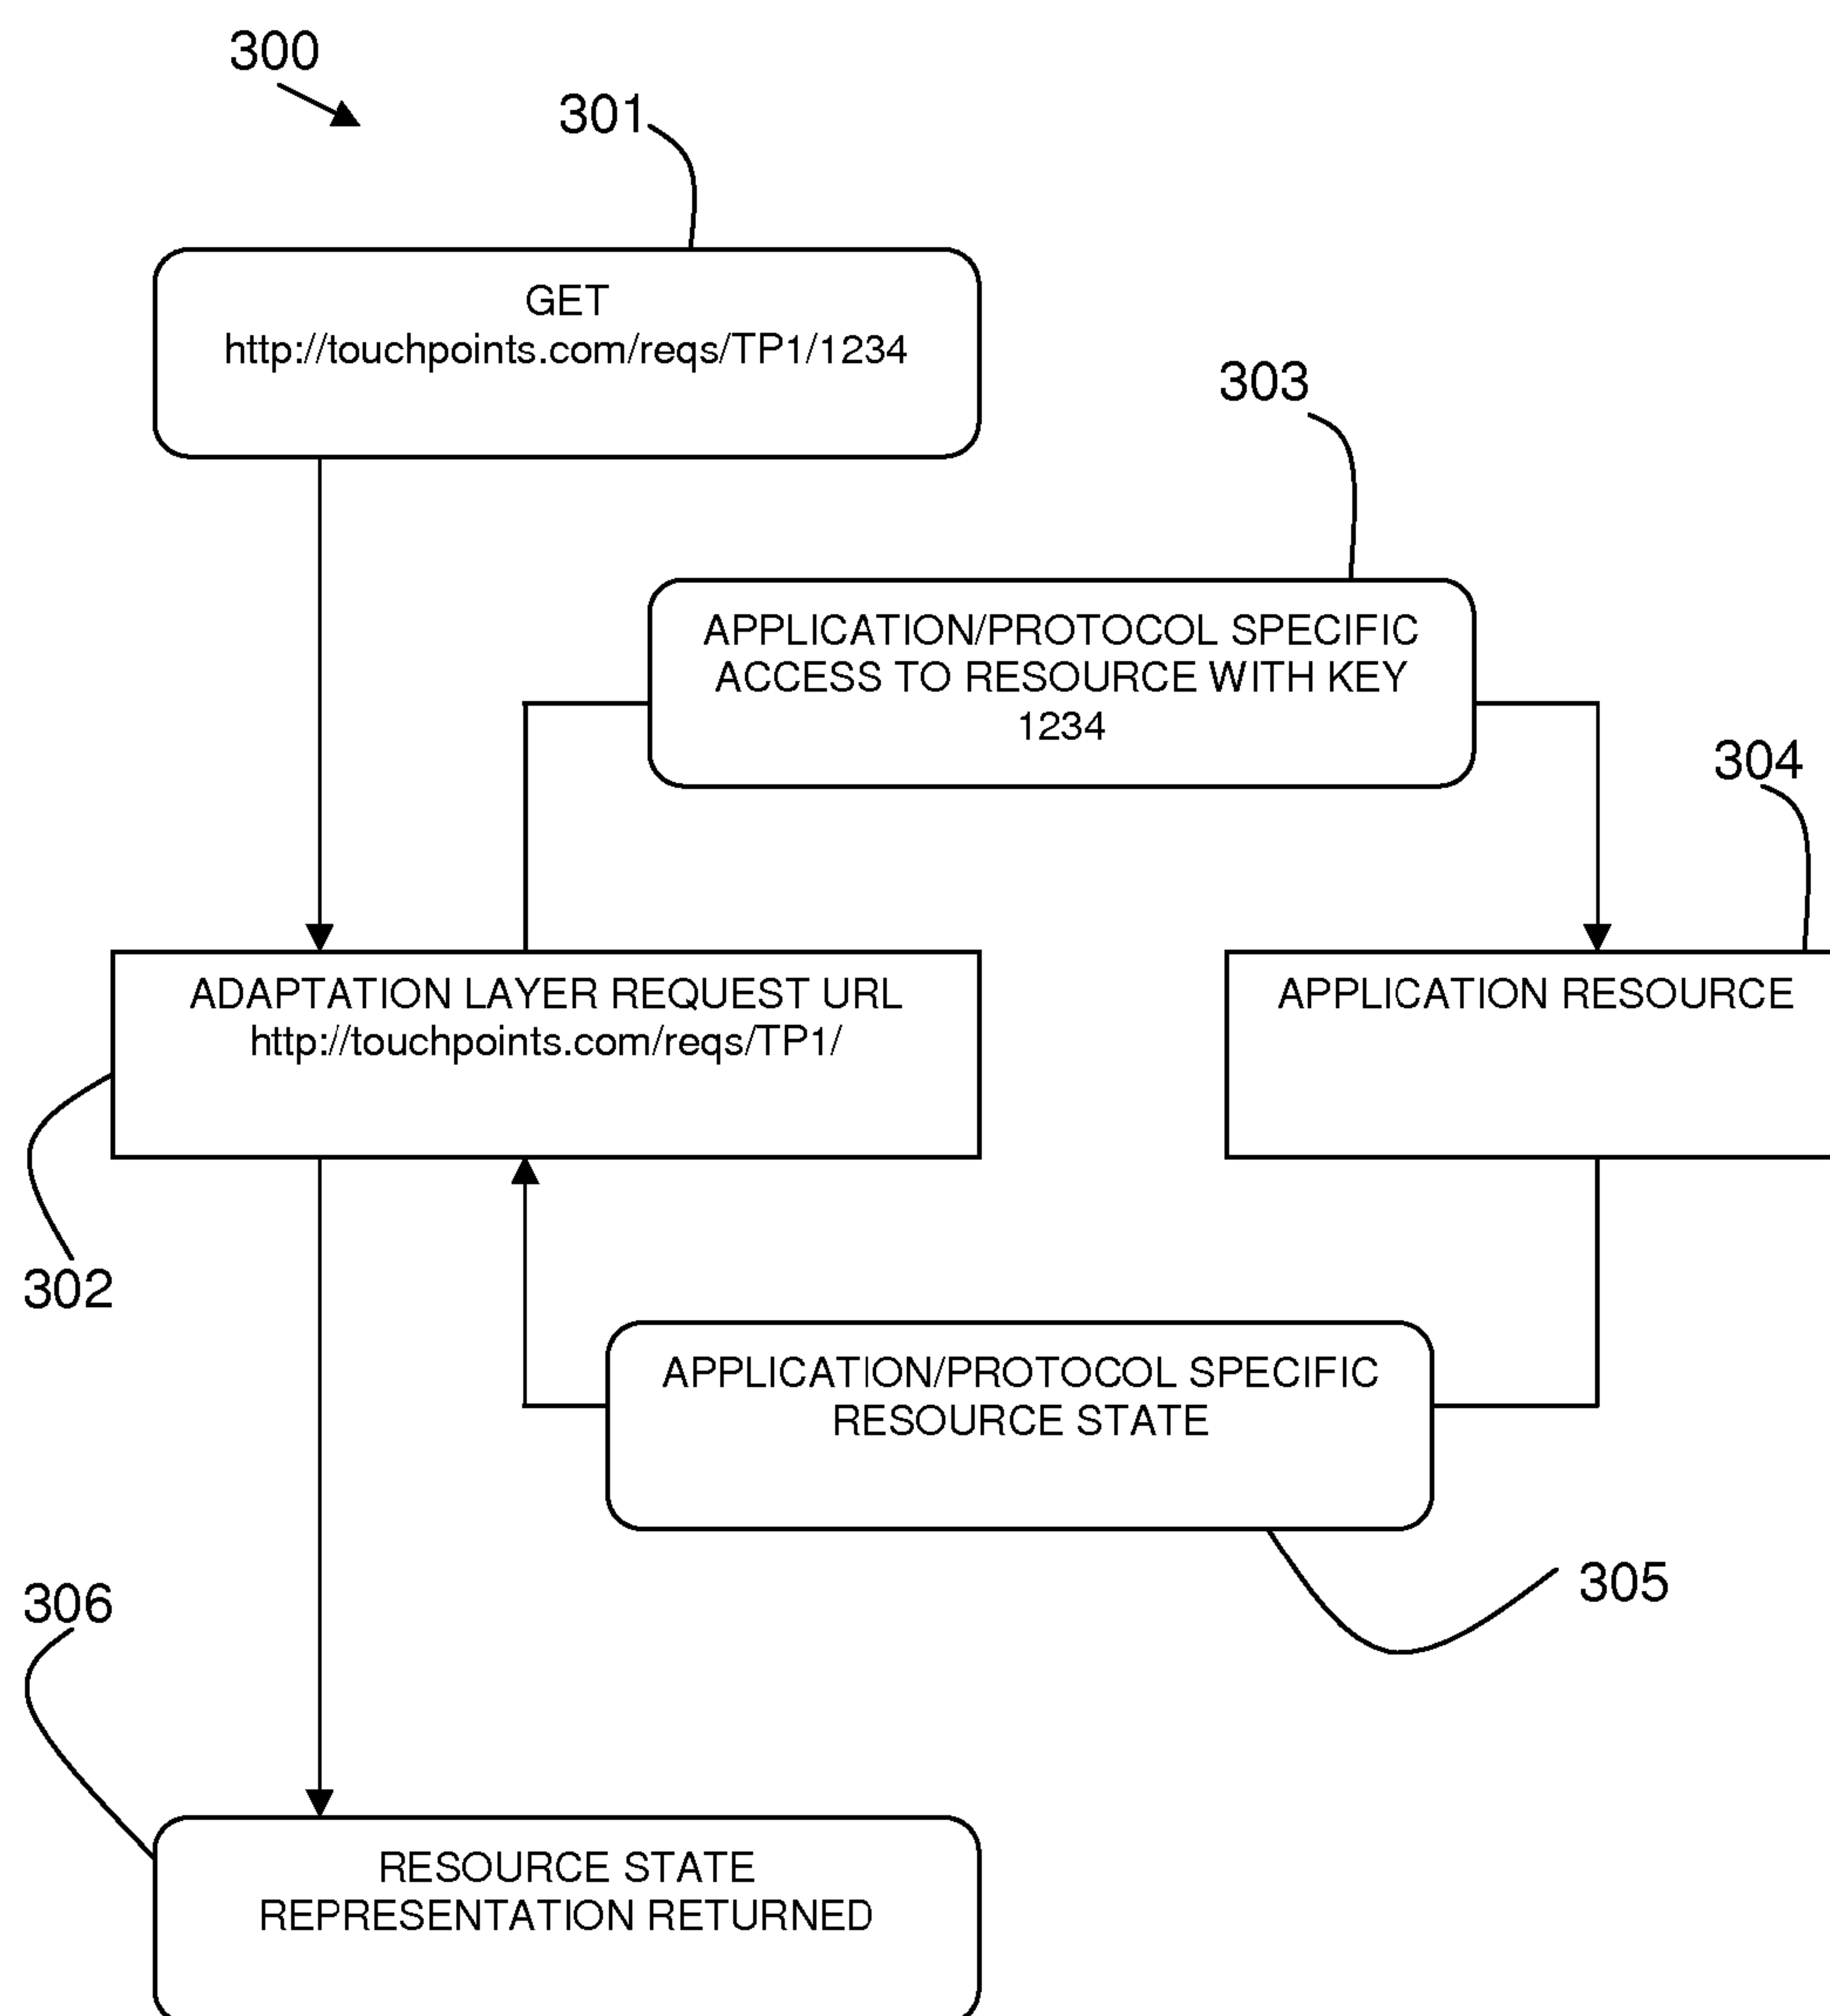 300
301
GET
http://touchpoints.com/reqs/TP1/1234
303
APPLICATION/PROTOCOL SPECIFIC
ACCESS TO RESOURCE WITH KEY
1234
304
ADAPTATION LAYER REQUEST URL
http://touchpoints.com/reqs/TP1/
APPLICATION RESOURCE
302
APPLICATION/PROTOCOL SPECIFIC
RESOURCE STATE
305
306
RESOURCE STATE
REPRESENTATION RETURNED